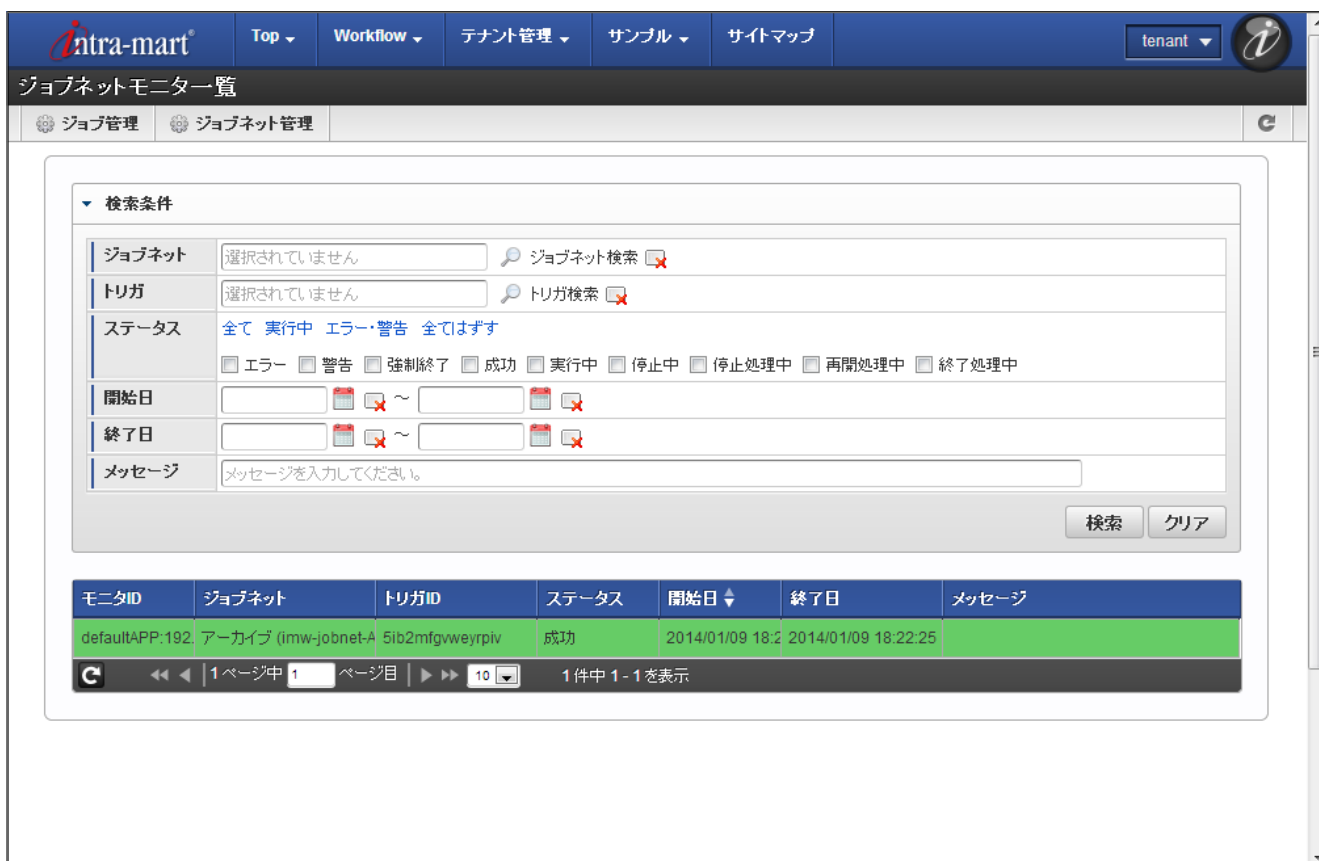 intra-mart® Top Workflow テナント管理 サンプル サイトマップ tenant
ジョブネットモニター覧
ジョブ管理 ジョブネット管理
検索条件
ジョブネット 選択されていません ジョブネット検索
トリガ 選択されていません トリガ検索
ステータス 全て 実行中 エラー・警告 全てはずす
エラー 警告 強制終了 成功 実行中 停止中 停止処理中 再開処理中 終了処理中
開始日 ~
終了日 ~
メッセージ メッセージを入力してください。
検索 クリア
モニタID ジョブネット トリガID ステータス 開始日 終了日 メッセージ
defaultAPP:192. アーカイブ (imw-jobnet-A 5ib2mfgvweyrpiv 成功 2014/01/09 18:2 2014/01/09 18:22:25
1ページ中 1 ページ目 10 1件中 1 - 1 を表示